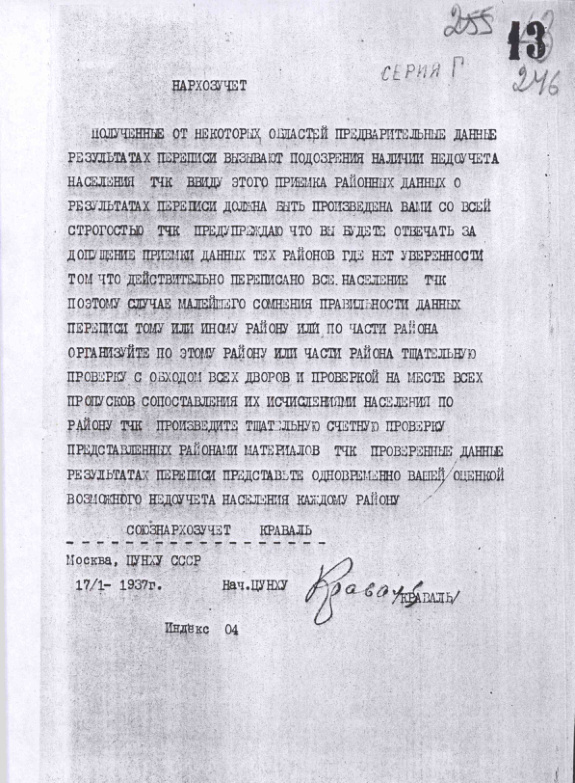 255
13
246
СЕРИЯ Г
НАРХОЗУЧЕТ
ПОЛУЧЕННЫЕ ОТ НЕКОТОРЫХ ОБЛАСТЕЙ ПРЕДВАРИТЕЛЬНЫЕ ДАННЫЕ
РЕЗУЛЬТАТАХ ПЕРЕПИСИ ВЫЗЫВАЮТ ПОДОЗРЕНИЯ НАЛИЧИИ НЕДОУЧЕТА
НАСЕЛЕНИЯ ТЧК ВВИДУ ЭТОГО ПРИЕМКА РАЙОННЫХ ДАННЫХ О
РЕЗУЛЬТАТАХ ПЕРЕПИСИ ДОЛЖНА БЫТЬ ПРОИЗВЕДЕНА ВАМИ СО ВСЕЙ
СТРОГОСТЬЮ ТЧК ПРЕДУПРЕЖДАЮ ЧТО ВЫ БУДЕТЕ ОТВЕЧАТЬ ЗА
ДОПУЩЕНИЕ ПРИЕМКИ ДАННЫХ ТЕХ РАЙОНОВ ГДЕ НЕТ УВЕРЕННОСТИ
ТОМ ЧТО ДЕЙСТВИТЕЛЬНО ПЕРЕПИСАНО ВСЕ НАСЕЛЕНИЕ ТЧК
ПОЭТОМУ СЛУЧАЕ МАЛЕЙШЕГО СОМНЕНИЯ ПРАВИЛЬНОСТИ ДАННЫХ
ПЕРЕПИСИ ТОМУ ИЛИ ИНОМУ РАЙОНУ ИЛИ ПО ЧАСТИ РАЙОНА
ОРГАНИЗУЙТЕ ПО ЭТОМУ РАЙОНУ ИЛИ ЧАСТИ РАЙОНА ТЩАТЕЛЬНУЮ
ПРОВЕРКУ С ОБХОДОМ ВСЕХ ДВОРОВ И ПРОВЕРКОЙ НА МЕСТЕ ВСЕХ
ПРОПУСКОВ СОПОСТАВЛЕНИЯ ИХ ИСЧИСЛЕНИЯМИ НАСЕЛЕНИЯ ПО
РАЙОНУ ТЧК ПРОИЗВЕДИТЕ ТЩАТЕЛЬНУЮ СЧЕТНУЮ ПРОВЕРКУ
ПРЕДСТАВЛЕННЫХ РАЙОНАМИ МАТЕРИАЛОВ ТЧК ПРОВЕРЕННЫЕ ДАННЫЕ
РЕЗУЛЬТАТАХ ПЕРЕПИСИ ПРЕДСТАВЬТЕ ОДНОВРЕМЕННО ВАШЕЙ ОЦЕНКОЙ
ВОЗМОЖНОГО НЕДОУЧЕТА НАСЕЛЕНИЯ КАЖДОМУ РАЙОНУ
СОЮЗНАРХОЗУЧЕТ КРАВАЛЬ
Москва, ЦУНХУ СССР
17/1- 1937г. Нач.ЦУНХУ Краваль /КРАВАЛЬ/
Индекс 04